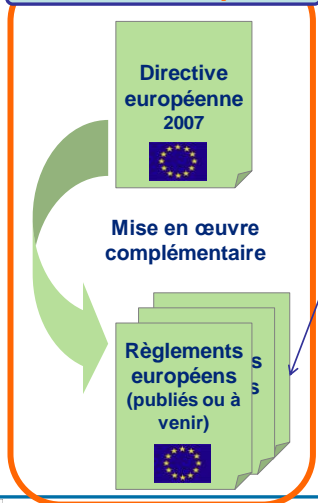 Directive
européenne
2007
Mise en œuvre
complémentaire
Règlements
européens
(publiés ou à
venir)
s
s